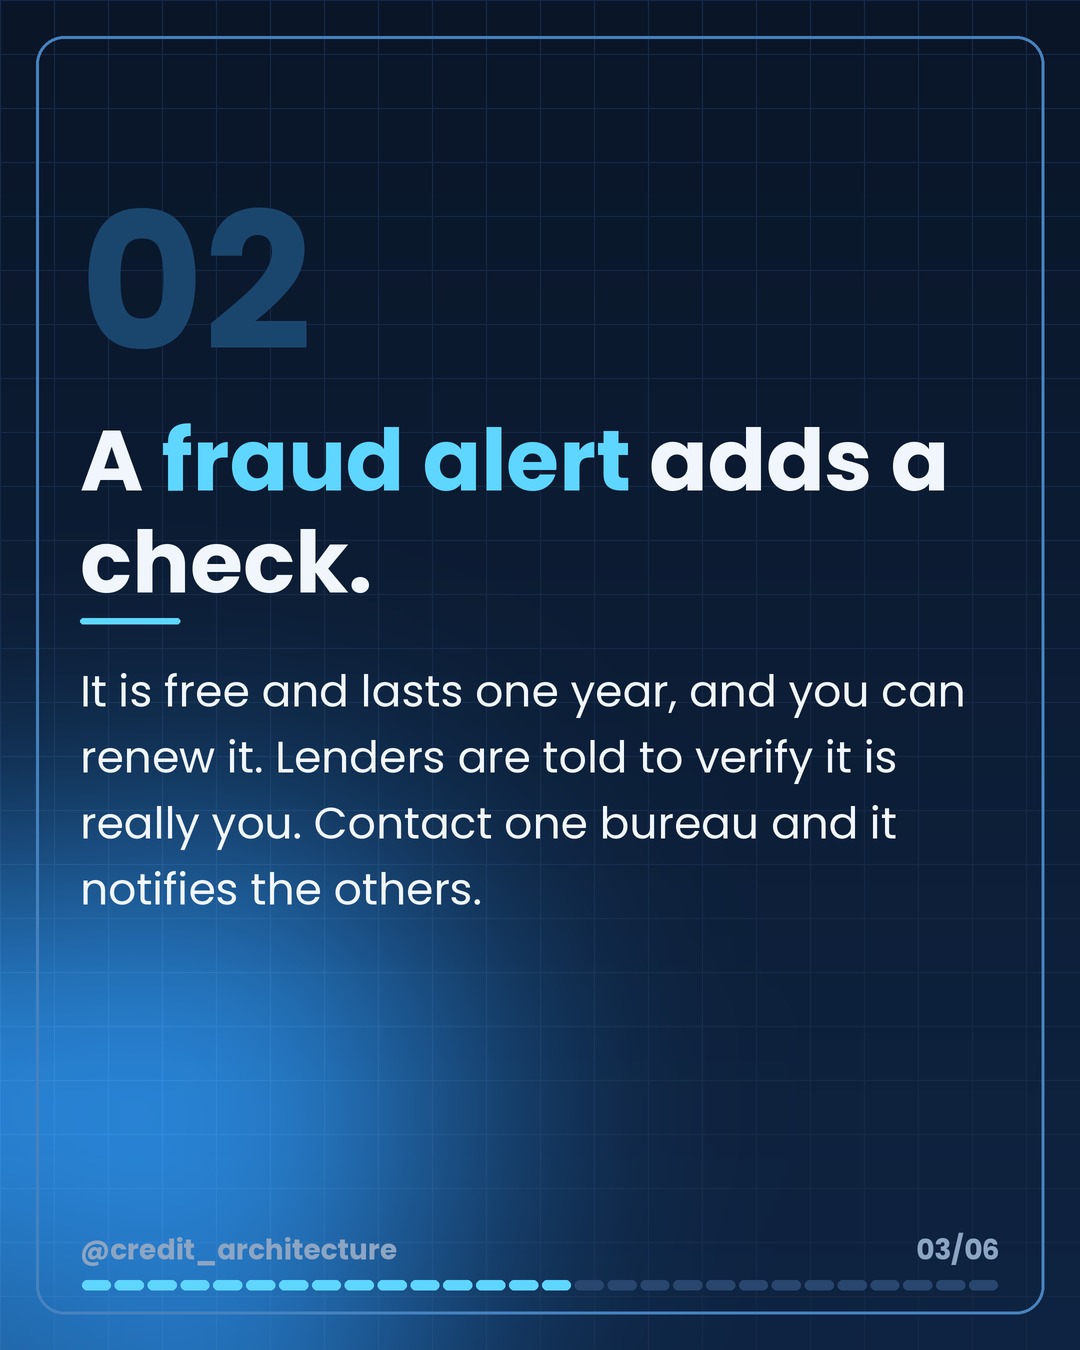 02
A fraud alert adds a
check.
It is free and lasts one year, and you can
renew it. Lenders are told to verify it is
really you. Contact one bureau and it
notifies the others.
@credit_architecture
03/06